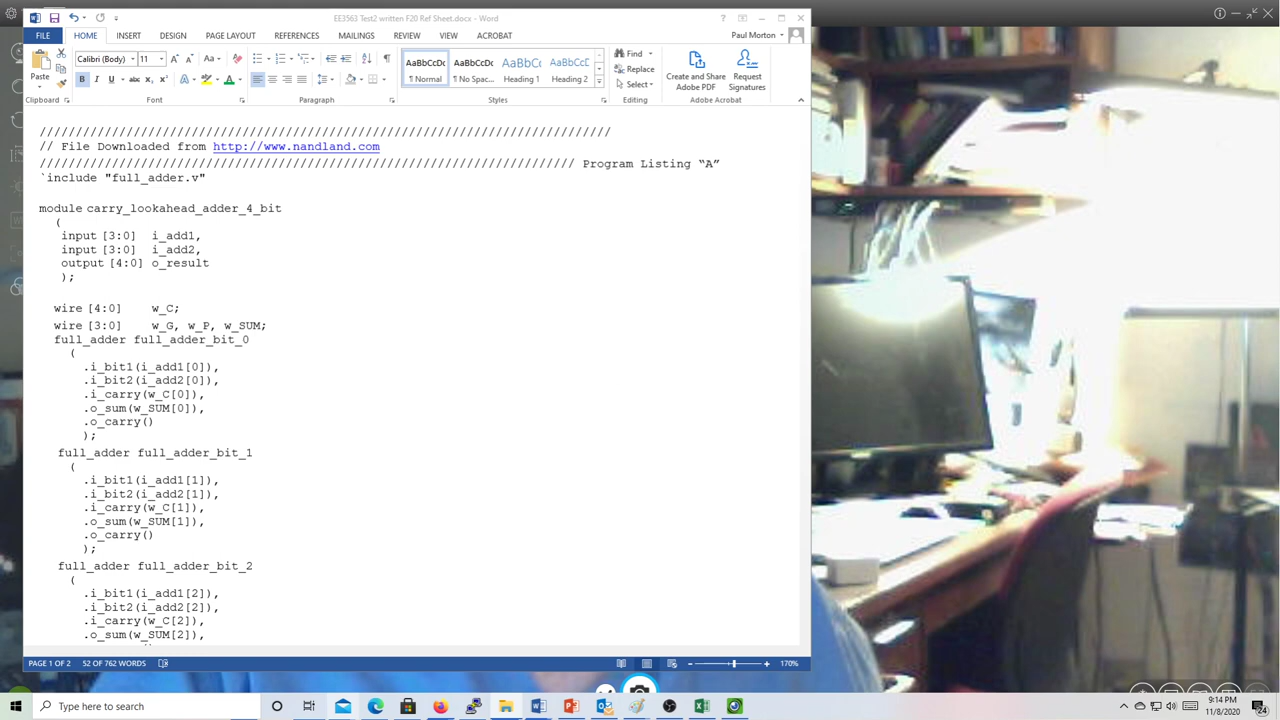 EE3563 Test2 written F20 Ref Sheet.docx - Word
FILE HOME INSERT DESIGN PAGE LAYOUT REFERENCES MAILINGS REVIEW VIEW ACROBAT
Paul Morton
Calibri (Body) 11
Paste
Clipboard
Font
Paragraph
AaBbCcDc AaBbCcDc AaBbCc AaBbCcC
¶ Normal ¶ No Spac... Heading 1 Heading 2
Styles
Find
Replace
Select
Editing
Create and Share
Adobe PDF
Request
Signatures
Adobe Acrobat
///////////////////////////////////////////////////////////////////////////////
// File Downloaded from http://www.nandland.com
////////////////////////////////////////////////////////////////////////// Program Listing “A”
`include "full_adder.v"
module carry_lookahead_adder_4_bit
(
input [3:0] i_add1,
input [3:0] i_add2,
output [4:0] o_result
);
wire [4:0] w_C;
wire [3:0] w_G, w_P, w_SUM;
full_adder full_adder_bit_0
(
.i_bit1(i_add1[0]),
.i_bit2(i_add2[0]),
.i_carry(w_C[0]),
.o_sum(w_SUM[0]),
.o_carry()
);
full_adder full_adder_bit_1
(
.i_bit1(i_add1[1]),
.i_bit2(i_add2[1]),
.i_carry(w_C[1]),
.o_sum(w_SUM[1]),
.o_carry()
);
full_adder full_adder_bit_2
(
.i_bit1(i_add1[2]),
.i_bit2(i_add2[2]),
.i_carry(w_C[2]),
.o_sum(w_SUM[2]),
PAGE 1 OF 2 52 OF 762 WORDS
170%
Type here to search
9:14 PM
11/8/2020
24